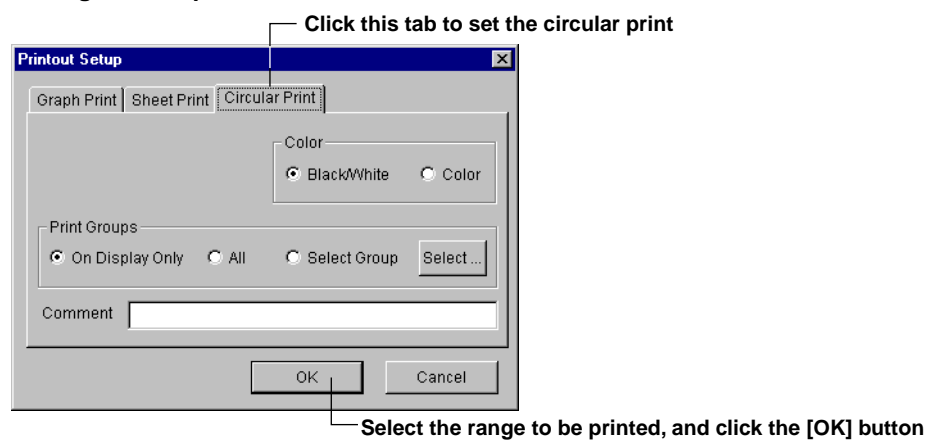 Click this tab to set the circular print
Printout Setup
Graph Print Sheet Print Circular Print
Color
Black/White Color
Print Groups
On Display Only All Select Group Select ...
Comment
OK Cancel
Select the range to be printed, and click the [OK] button